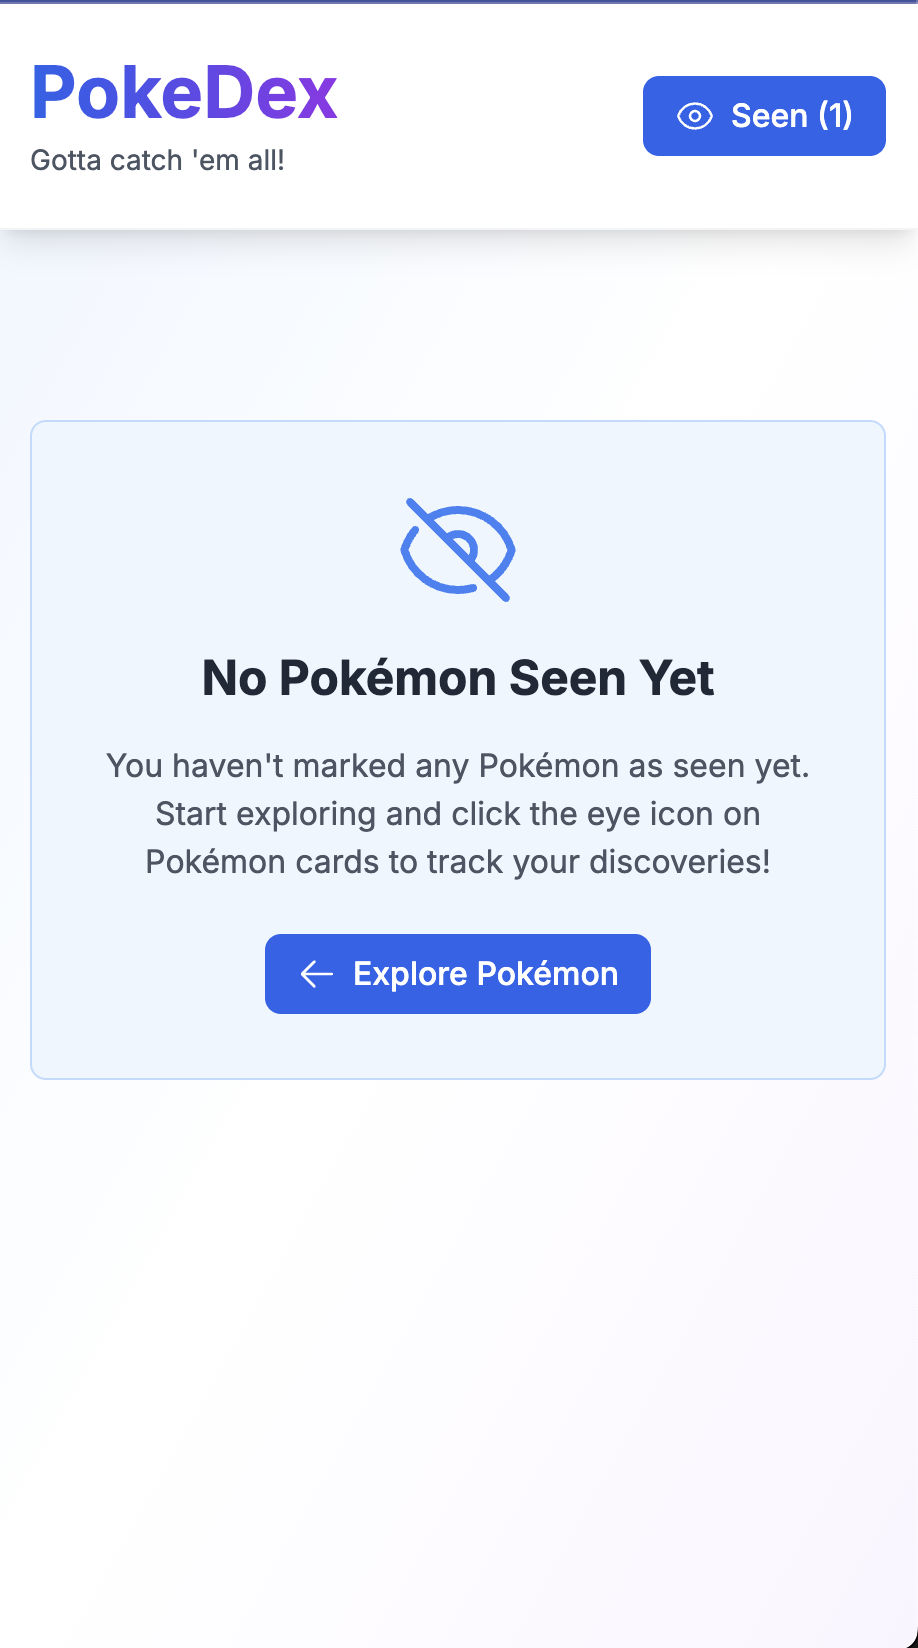 PokeDex
Gotta catch 'em all!
Seen (1)
No Pokémon Seen Yet
You haven't marked any Pokémon as seen yet.
Start exploring and click the eye icon on
Pokémon cards to track your discoveries!
Explore Pokémon